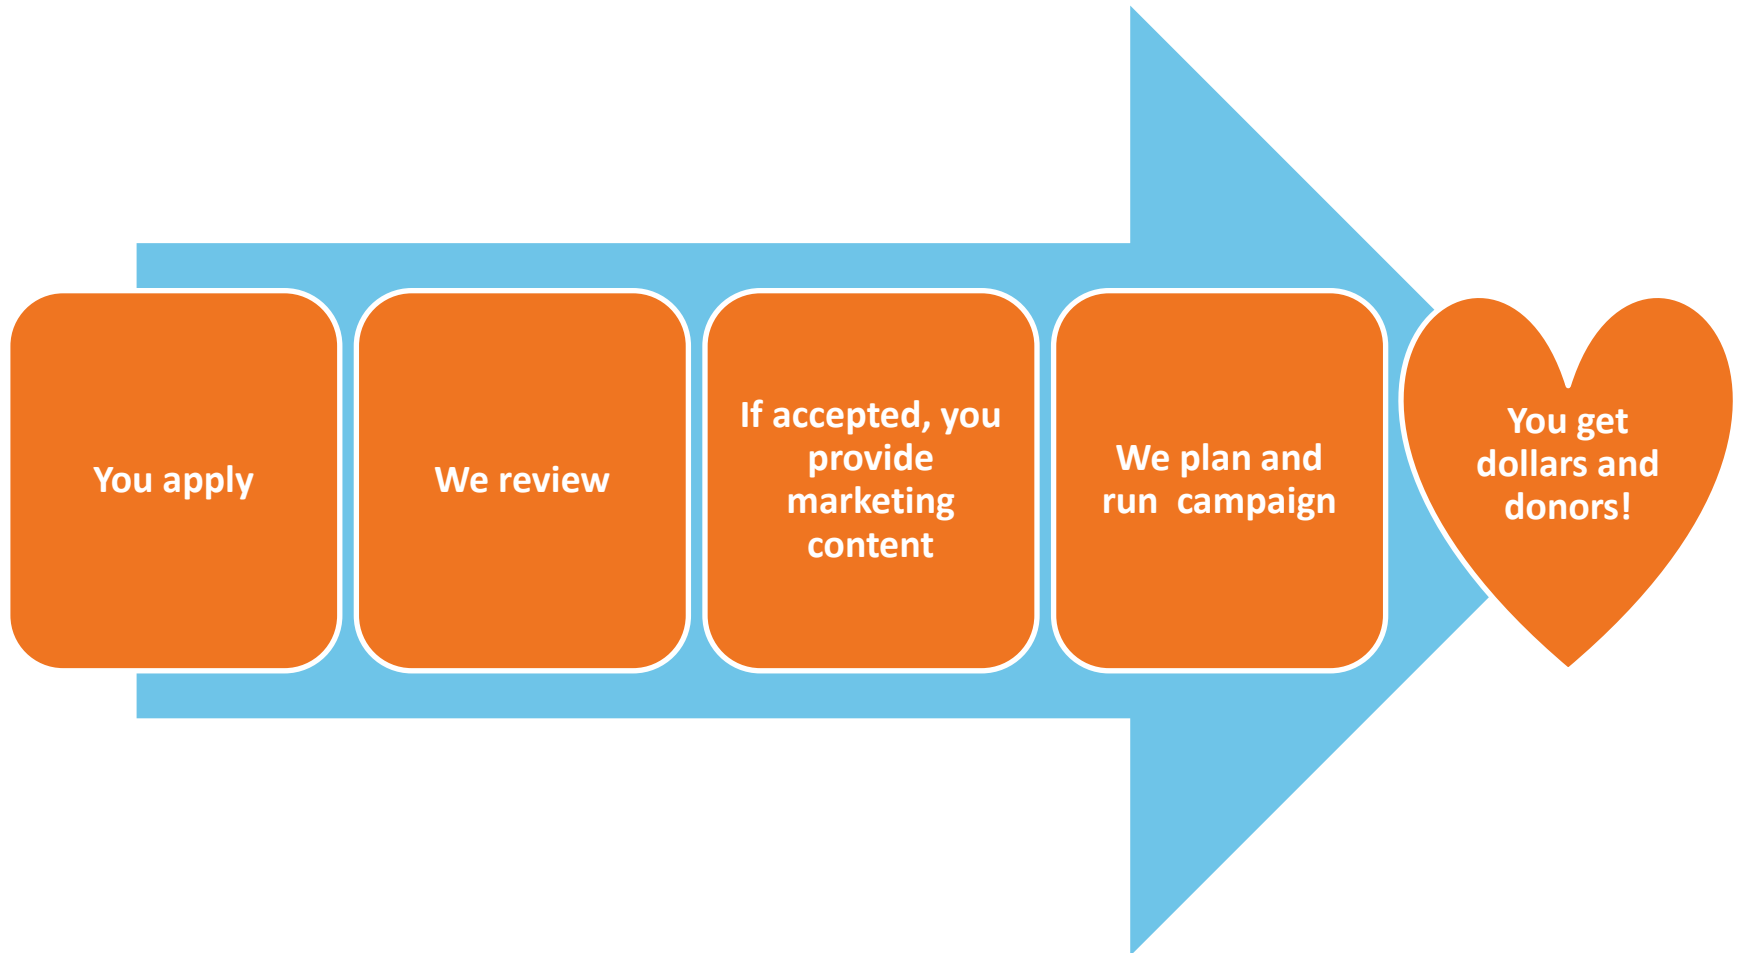 You apply
We review
If accepted, you
provide
marketing
content
We plan and
run  campaign
You get
dollars and
donors!